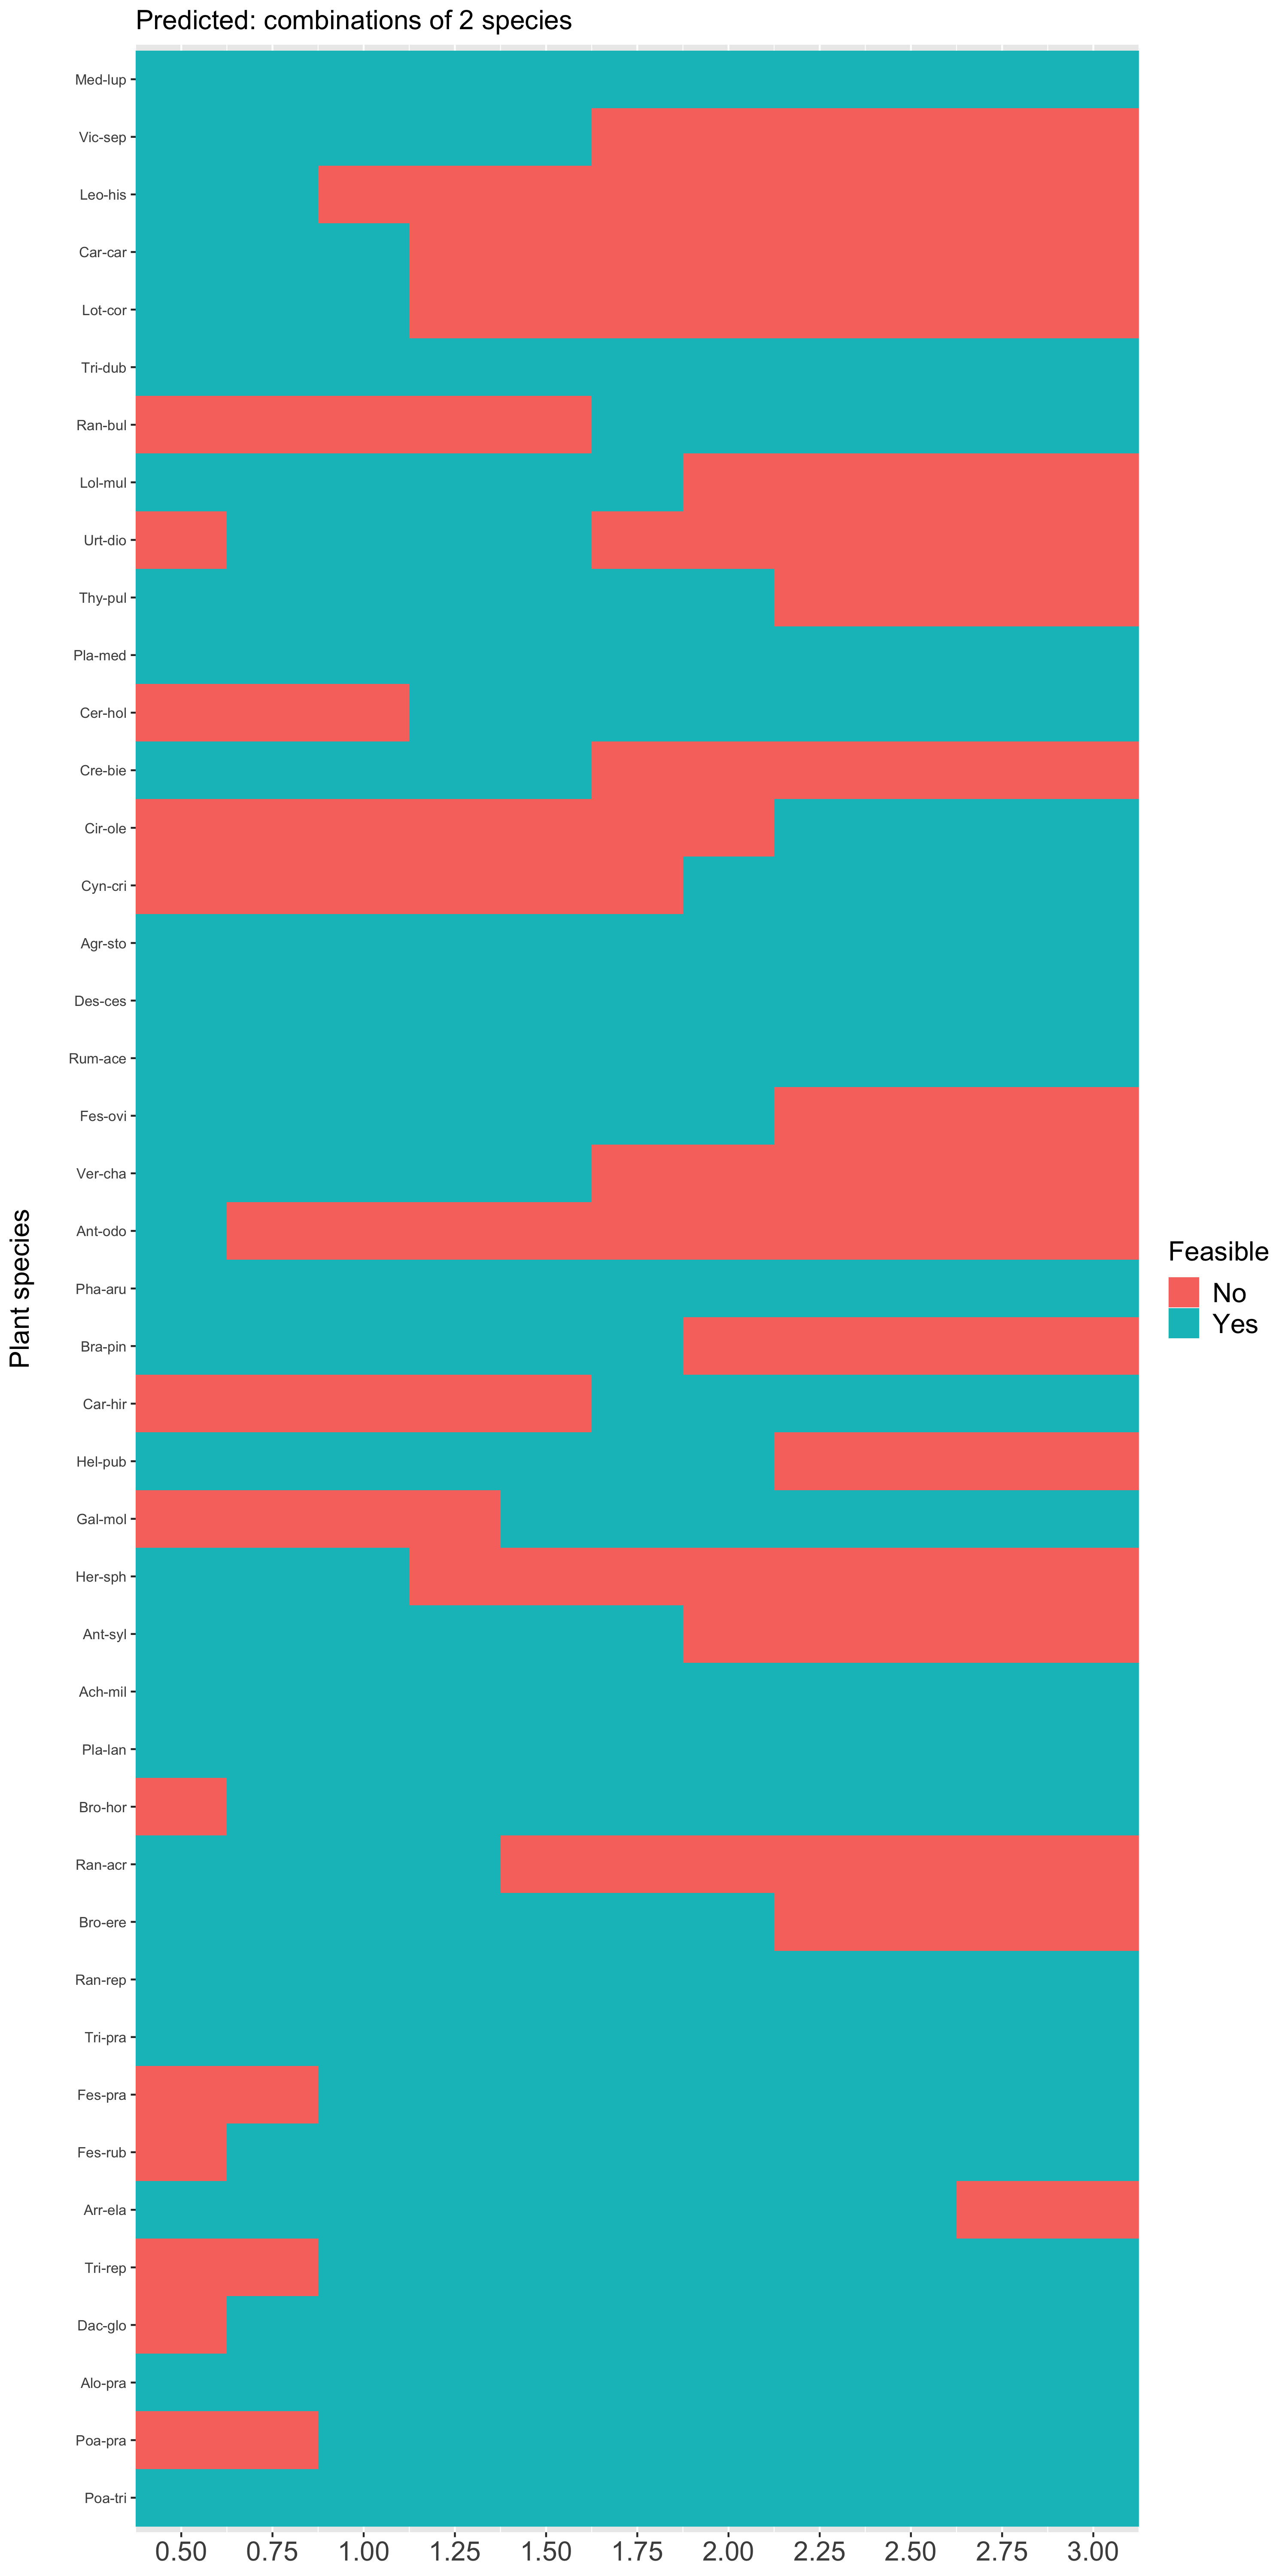 Predicted: combinations of 2 species
Med-lup
Vic-sep
Leo-his
Car-car
Lot-cor
Tri-dub
Ran-bul
Lol-mul
Urt-dio
Thy-pul
Pla-med
Cer-hol
Cre-bie
Cir-ole
Cyn-cri
Agr-sto
Des-ces
Rum-ace
Fes-ovi
Ver-cha
Ant-odo
Pha-aru
Bra-pin
Car-hir
Hel-pub
Gal-mol
Her-sph
Ant-syl
Ach-mil
Pla-lan
Bro-hor
Ran-acr
Bro-ere
Ran-rep
Tri-pra
Fes-pra
Fes-rub
Arr-ela
Tri-rep
Dac-glo
Alo-pra
Poa-pra
Poa-tri
Plant species
0.50 0.75 1.00 1.25 1.50 1.75 2.00 2.25 2.50 2.75 3.00
Feasible
No
Yes